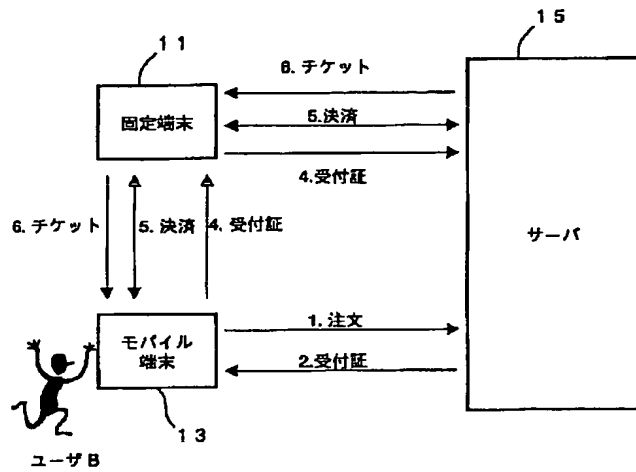 11
15
6.チケット
固定端末
5.決済
4.受付証
6.チケット
5.決済
4.受付証
サーバ
1.注文
モバイル
端末
2.受付証
13
ユーザB